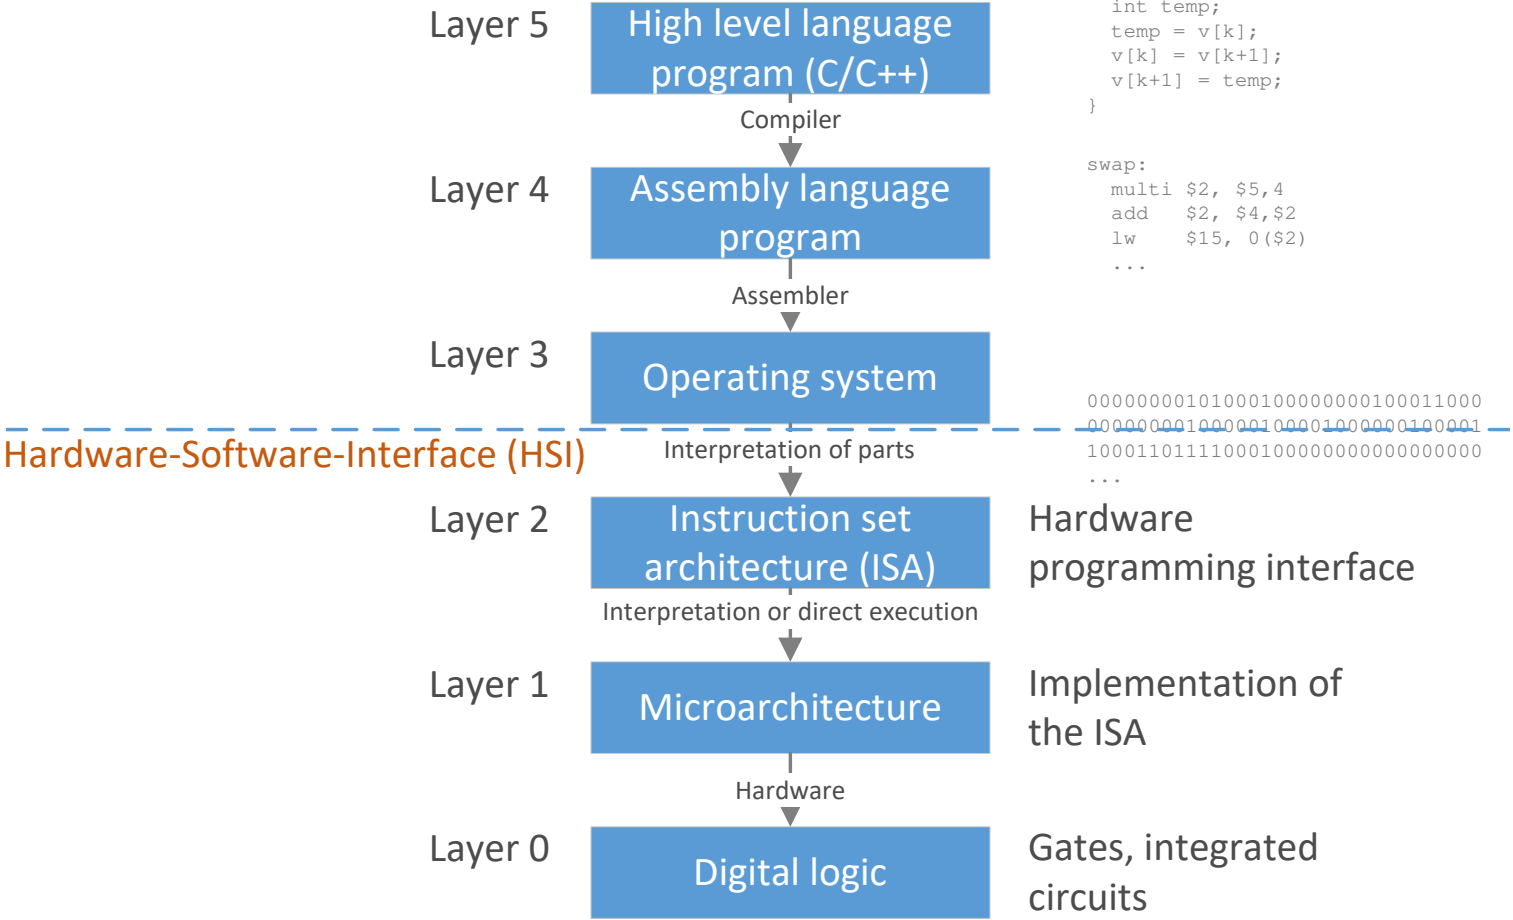 Layer 5
High level language
program (C/C++)
int temp;
temp = v[k];
v[k] = v[k+1];
v[k+1] = temp;
}
Compiler
Layer 4
Assembly language
program
swap:
multi $2, $5,4
add $2, $4,$2
lw $15, 0($2)
...
Assembler
Layer 3
Operating system
00000000101000100000000100011000
00000000100000100001000000100001
10001101111000100000000000000000
...
Hardware-Software-Interface (HSI)
Interpretation of parts
Layer 2
Instruction set
architecture (ISA)
Hardware
programming interface
Interpretation or direct execution
Layer 1
Microarchitecture
Implementation of
the ISA
Hardware
Layer 0
Digital logic
Gates, integrated
circuits